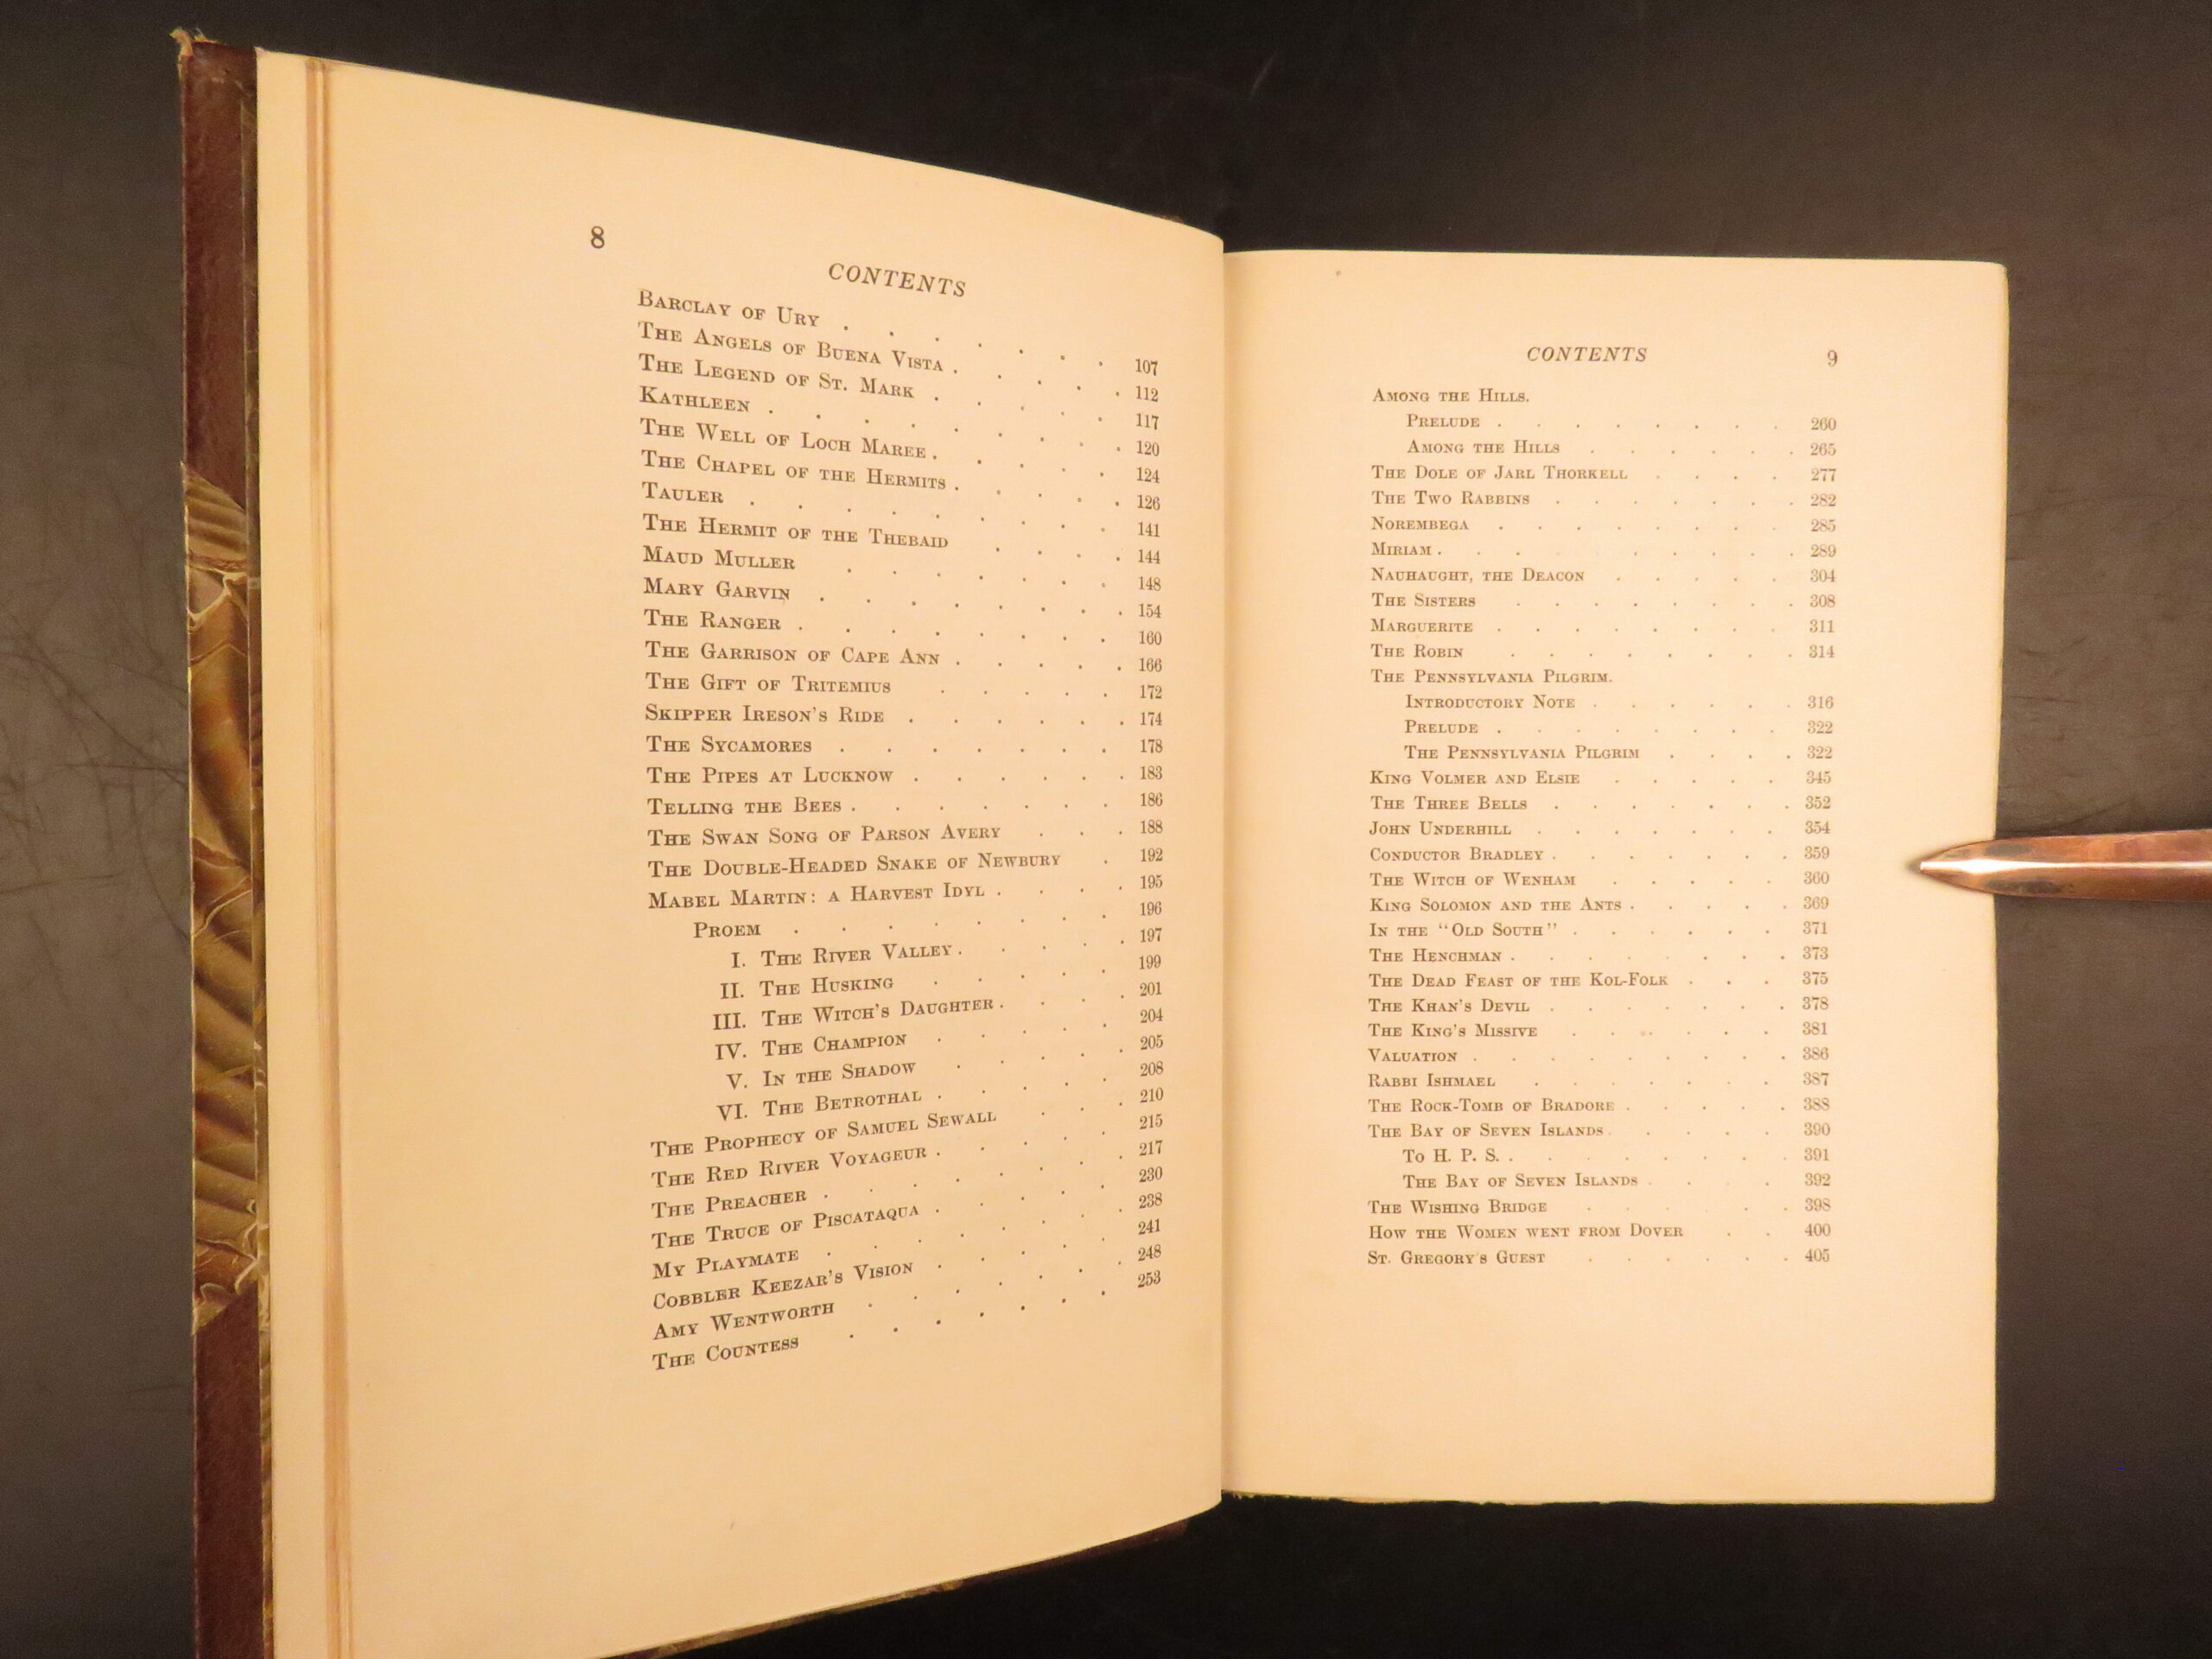 8
CONTENTS
BARCLAY OF URY . . . . . . . 107
THE ANGELS OF BUENA VISTA . . . . . 112
THE LEGEND OF ST. MARK . . . . . 117
KATHLEEN . . . . . . . . 120
THE WELL OF LOCH MAREE . . . . . 124
THE CHAPEL OF THE HERMITS . . . . . 126
TAULER . . . . . . . . 141
THE HERMIT OF THE THEBAID . . . . 144
MAUD MULLER . . . . . . . 148
MARY GARVIN . . . . . . . 154
THE RANGER . . . . . . . . 160
THE GARRISON OF CAPE ANN . . . . . 166
THE GIFT OF TRITEMIUS . . . . . 172
SKIPPER IRESON'S RIDE . . . . . . 174
THE SYCAMORES . . . . . . . 178
THE PIPES AT LUCKNOW . . . . . . 183
TELLING THE BEES . . . . . . . 186
THE SWAN SONG OF PARSON AVERY . . . 188
THE DOUBLE-HEADED SNAKE OF NEWBURY . 192
MABEL MARTIN: A HARVEST IDYL . . . . 195
PROEM . . . . . . . . 196
I. THE RIVER VALLEY . . . . . 197
II. THE HUSKING . . . . . 199
III. THE WITCH'S DAUGHTER . . . . 201
IV. THE CHAMPION . . . . . 204
V. IN THE SHADOW . . . . . 205
VI. THE BETROTHAL . . . . . 208
THE PROPHECY OF SAMUEL SEWALL . . . 210
THE RED RIVER VOYAGEUR . . . . . 215
THE PREACHER . . . . . . . . 217
THE TRUCE OF PISCATAQUA . . . . . 230
MY PLAYMATE . . . . . . . 238
COBBLER KEEZAR'S VISION . . . . . 241
AMY WENTWORTH . . . . . . . 248
THE COUNTESS . . . . . . . 253
CONTENTS 9
AMONG THE HILLS.
PRELUDE . . . . . . . . 260
AMONG THE HILLS . . . . . . 265
THE DOLE OF JARL THORKELL . . . . 277
THE TWO RABBINS . . . . . . . 282
NOREMBEGA . . . . . . . . 285
MIRIAM . . . . . . . . . 289
NAUHAUGHT, THE DEACON . . . . . 304
THE SISTERS . . . . . . . . 308
MARGUERITE . . . . . . . . 311
THE ROBIN . . . . . . . . 314
THE PENNSYLVANIA PILGRIM.
INTRODUCTORY NOTE . . . . . . 316
PRELUDE . . . . . . . . 322
THE PENNSYLVANIA PILGRIM . . . . 322
KING VOLMER AND ELSIE . . . . . 345
THE THREE BELLS . . . . . . . 352
JOHN UNDERHILL . . . . . . . 354
CONDUCTOR BRADLEY . . . . . . . 359
THE WITCH OF WENHAM . . . . . 360
KING SOLOMON AND THE ANTS . . . . . 369
IN THE "OLD SOUTH" . . . . . . 371
THE HENCHMAN . . . . . . . . 373
THE DEAD FEAST OF THE KOL-FOLK . . . 375
THE KHAN'S DEVIL . . . . . . . 378
THE KING'S MISSIVE . . . . . . 381
VALUATION . . . . . . . . . 386
RABBI ISHMAEL . . . . . . . 387
THE ROCK-TOMB OF BRADORE . . . . . 388
THE BAY OF SEVEN ISLANDS . . . . . 390
TO H. P. S. . . . . . . . . 391
THE BAY OF SEVEN ISLANDS . . . . 392
THE WISHING BRIDGE . . . . . . 398
HOW THE WOMEN WENT FROM DOVER . . 400
ST. GREGORY'S GUEST . . . . . . 405